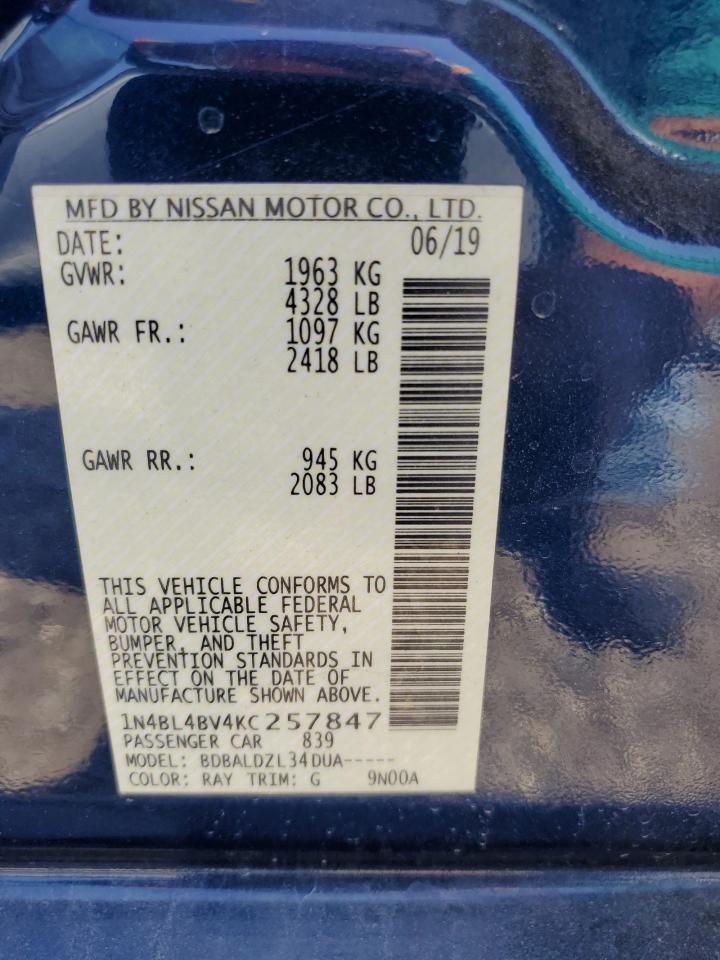 MFD BY NISSAN MOTOR CO., LTD.
DATE: 06/19
GVWR: 1963 KG
4328 LB
GAWR FR.: 1097 KG
2418 LB
GAWR RR.: 945 KG
2083 LB
THIS VEHICLE CONFORMS TO
ALL APPLICABLE FEDERAL
MOTOR VEHICLE SAFETY,
BUMPER, AND THEFT
PREVENTION STANDARDS IN
EFFECT ON THE DATE OF
MANUFACTURE SHOWN ABOVE.
1N4BL4BV4KC257847
PASSENGER CAR 839
MODEL: BDBALDZL34DUA-----
COLOR: RAY TRIM: G 9N00A